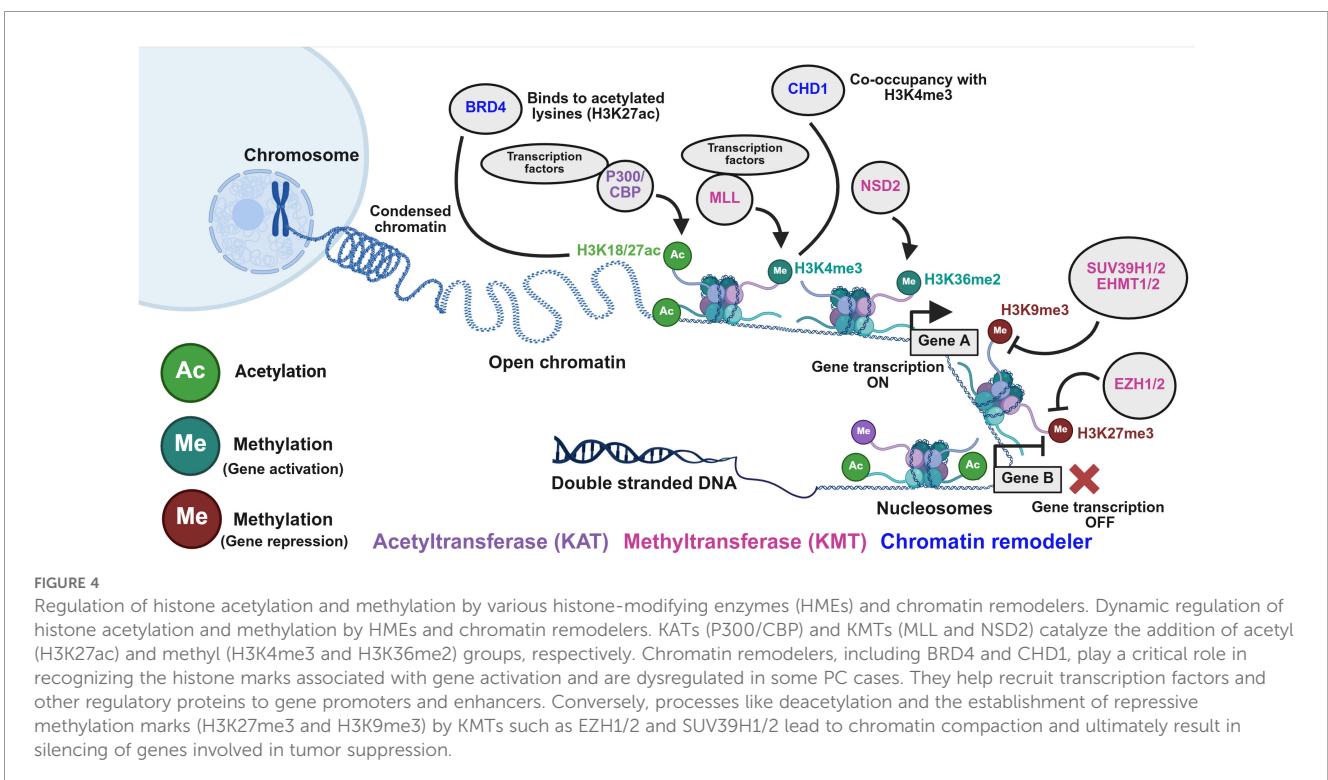 BRD4
Binds to acetylated
lysines (H3K27ac)
CHD1
Co-occupancy with
H3K4me3
Chromosome
Transcription
factors
P300/
CBP
Transcription
factors
MLL
NSD2
Condensed
chromatin
H3K18/27ac
Ac
Me
H3K4me3
Me
H3K36me2
SUV39H1/2
EHMT1/2
Ac
H3K9me3
Me
Gene A
Open chromatin
Gene transcription
ON
EZH1/2
Ac
Acetylation
Me
Methylation
(Gene activation)
Me
H3K27me3
Me
Ac
Ac
Double stranded DNA
Gene B
Nucleosomes
Gene transcription
OFF
Me
Methylation
(Gene repression)
Acetyltransferase (KAT) Methyltransferase (KMT) Chromatin remodeler
FIGURE 4
Regulation of histone acetylation and methylation by various histone-modifying enzymes (HMEs) and chromatin remodelers. Dynamic regulation of
histone acetylation and methylation by HMEs and chromatin remodelers. KATs (P300/CBP) and KMTs (MLL and NSD2) catalyze the addition of acetyl
(H3K27ac) and methyl (H3K4me3 and H3K36me2) groups, respectively. Chromatin remodelers, including BRD4 and CHD1, play a critical role in
recognizing the histone marks associated with gene activation and are dysregulated in some PC cases. They help recruit transcription factors and
other regulatory proteins to gene promoters and enhancers. Conversely, processes like deacetylation and the establishment of repressive
methylation marks (H3K27me3 and H3K9me3) by KMTs such as EZH1/2 and SUV39H1/2 lead to chromatin compaction and ultimately result in
silencing of genes involved in tumor suppression.